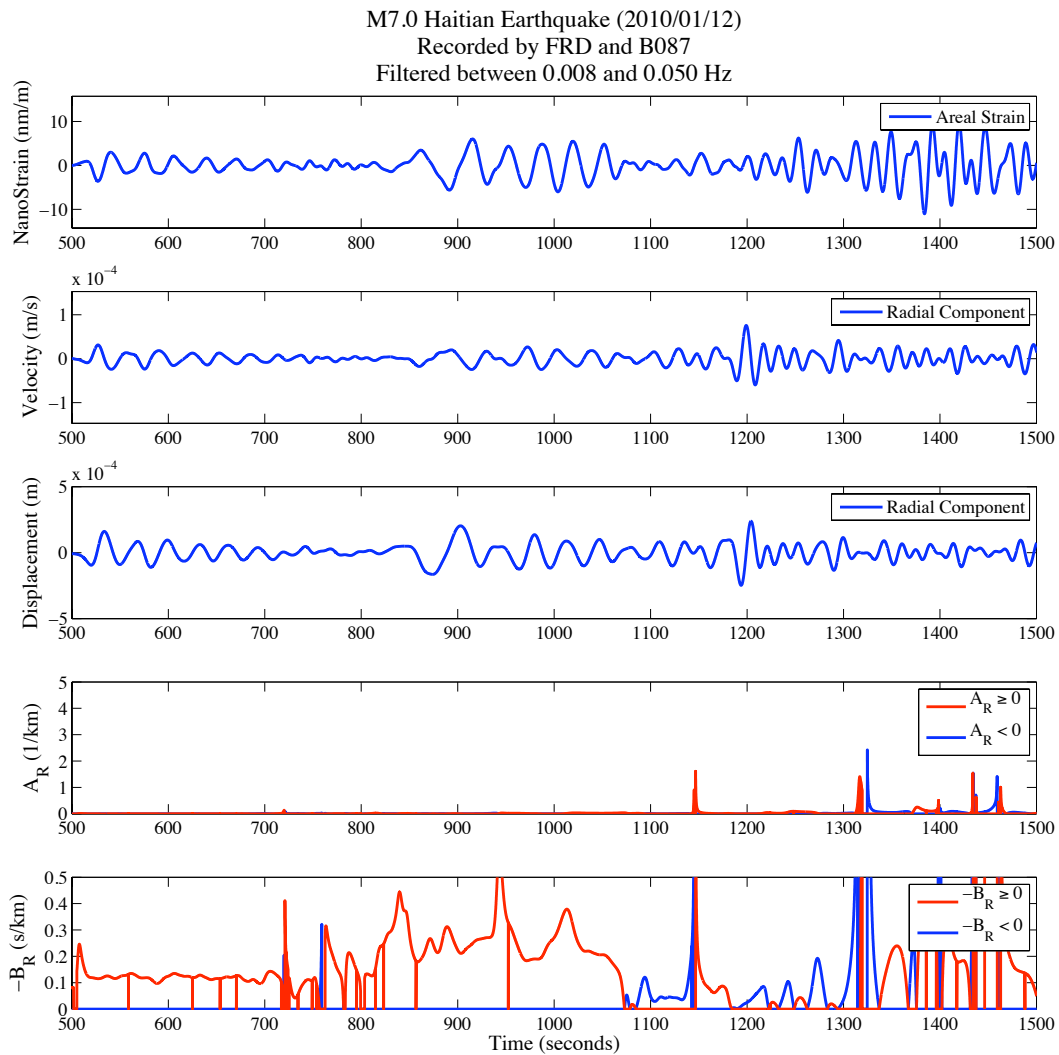 M7.0 Haitian Earthquake (2010/01/12)
Recorded by FRD and B087
Filtered between 0.008 and 0.050 Hz
NanoStrain (nm/m)
10
0
−10
Areal Strain
500 600 700 800 900 1000 1100 1200 1300 1400 1500
x 10⁻⁴
Velocity (m/s)
1
0
−1
Radial Component
500 600 700 800 900 1000 1100 1200 1300 1400 1500
x 10⁻⁴
Displacement (m)
5
0
−5
Radial Component
500 600 700 800 900 1000 1100 1200 1300 1400 1500
A_R (1/km)
5
4
3
2
1
0
A_R ≥ 0
A_R < 0
500 600 700 800 900 1000 1100 1200 1300 1400 1500
−B_R (s/km)
0.5
0.4
0.3
0.2
0.1
0
−B_R ≥ 0
−B_R < 0
500 600 700 800 900 1000 1100 1200 1300 1400 1500
Time (seconds)